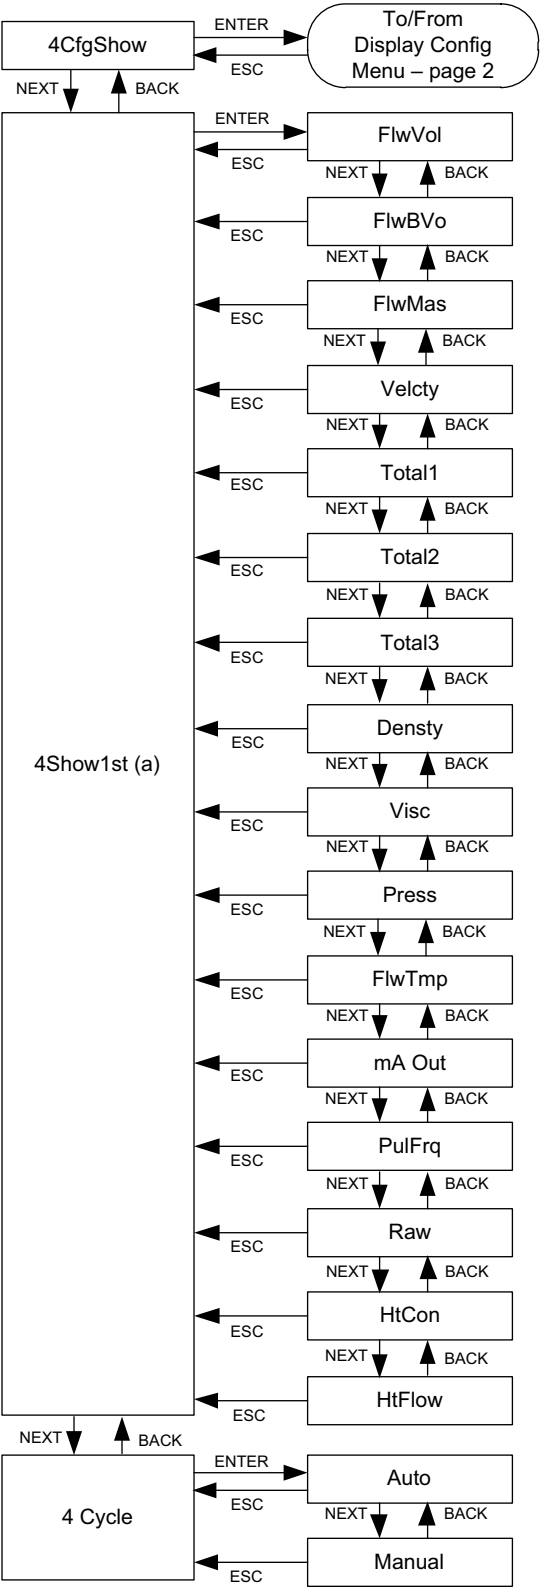 4CfgShow
ENTER
ESC
To/From
Display Config
Menu – page 2
NEXT
BACK
4Show1st (a)
ENTER
ESC
FlwVol
NEXT
BACK
ESC
FlwBVo
NEXT
BACK
ESC
FlwMas
NEXT
BACK
ESC
Velcty
NEXT
BACK
ESC
Total1
NEXT
BACK
ESC
Total2
NEXT
BACK
ESC
Total3
NEXT
BACK
ESC
Densty
NEXT
BACK
ESC
Visc
NEXT
BACK
ESC
Press
NEXT
BACK
ESC
FlwTmp
NEXT
BACK
ESC
mA Out
NEXT
BACK
ESC
PulFrq
NEXT
BACK
ESC
Raw
NEXT
BACK
ESC
HtCon
NEXT
BACK
ESC
HtFlow
NEXT
BACK
4 Cycle
ENTER
ESC
Auto
NEXT
BACK
ESC
Manual